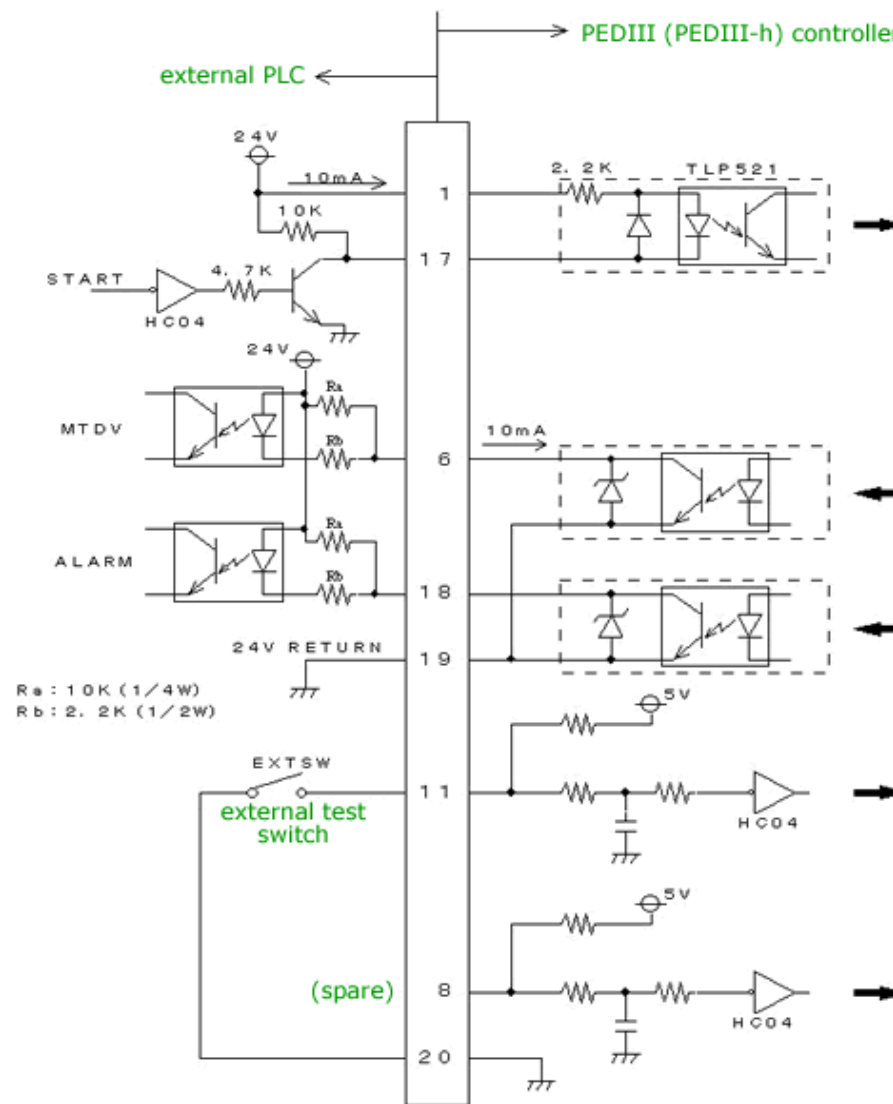 PEDIII (PEDIII-h) controller
external PLC
24V
10mA
1
2. 2K
TLP521
10K
17
START
4. 7K
HC04
24V
Ra
MTDV
Rb
6
10mA
Ra
ALARM
Rb
18
24V RETURN
19
Ra：10K (1/4W)
Rb：2. 2K (1/2W)
5V
EXTSW
11
external test
switch
HC04
5V
(spare)
8
HC04
20